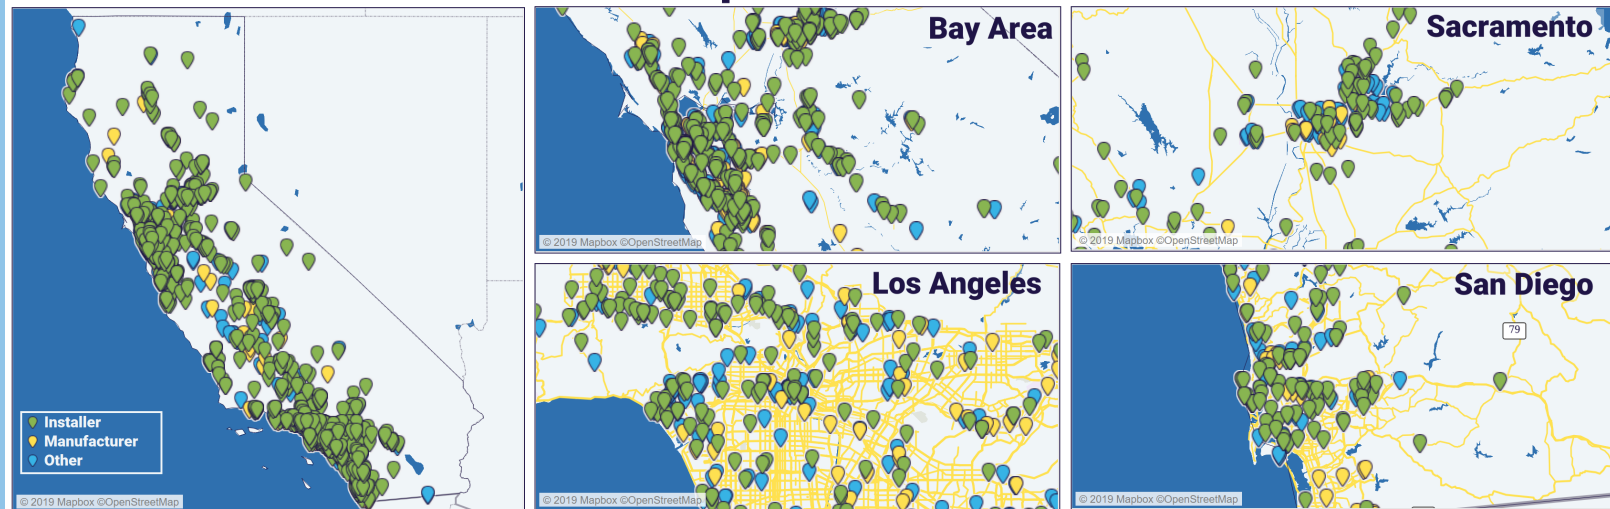 Bay Area
Sacramento
Installer
Manufacturer
Other
© 2019 Mapbox ©OpenStreetMap
© 2019 Mapbox ©OpenStreetMap
© 2019 Mapbox ©OpenStreetMap
Los Angeles
San Diego
79
© 2019 Mapbox ©OpenStreetMap
© 2019 Mapbox ©OpenStreetMap